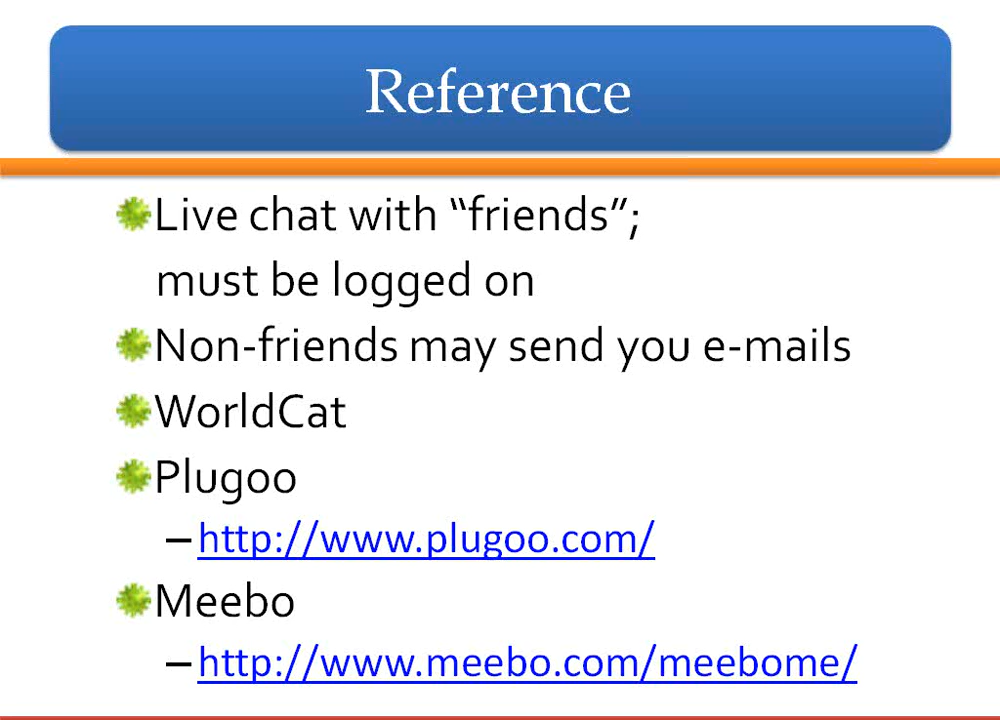 Reference
Live chat with “friends”;
must be logged on
Non-friends may send you e-mails
WorldCat
Plugoo
–http://www.plugoo.com/
Meebo
–http://www.meebo.com/meebome/